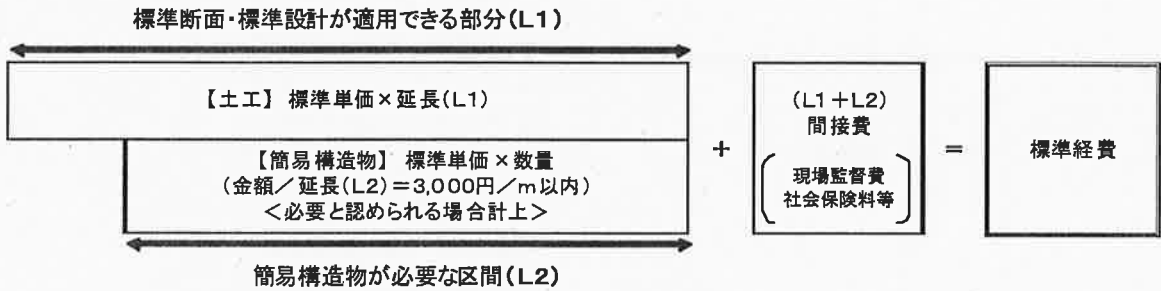 標準断面・標準設計が適用できる部分(L1)
【土工】標準単価×延長(L1)
【簡易構造物】標準単価×数量
(金額/延長(L2)=3,000円/m以内)
<必要と認められる場合計上>
簡易構造物が必要な区間(L2)
+
(L1+L2)
間接費
現場監督費
社会保険料等
=
標準経費